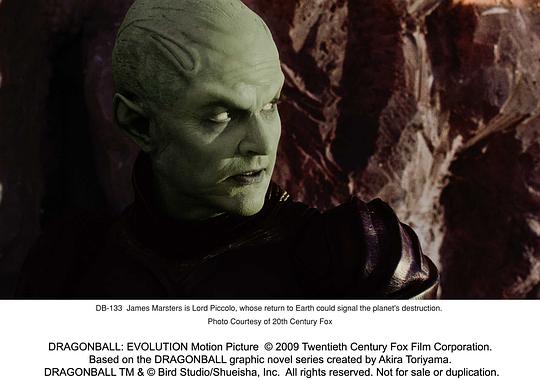 DB-133 James Marsters is Lord Piccolo, whose return to Earth could signal the planet's destruction.
Photo Courtesy of 20th Century Fox
DRAGONBALL: EVOLUTION Motion Picture © 2009 Twentieth Century Fox Film Corporation.
Based on the DRAGONBALL graphic novel series created by Akira Toriyama.
DRAGONBALL TM & © Bird Studio/Shueisha, Inc. All rights reserved. Not for sale or duplication.